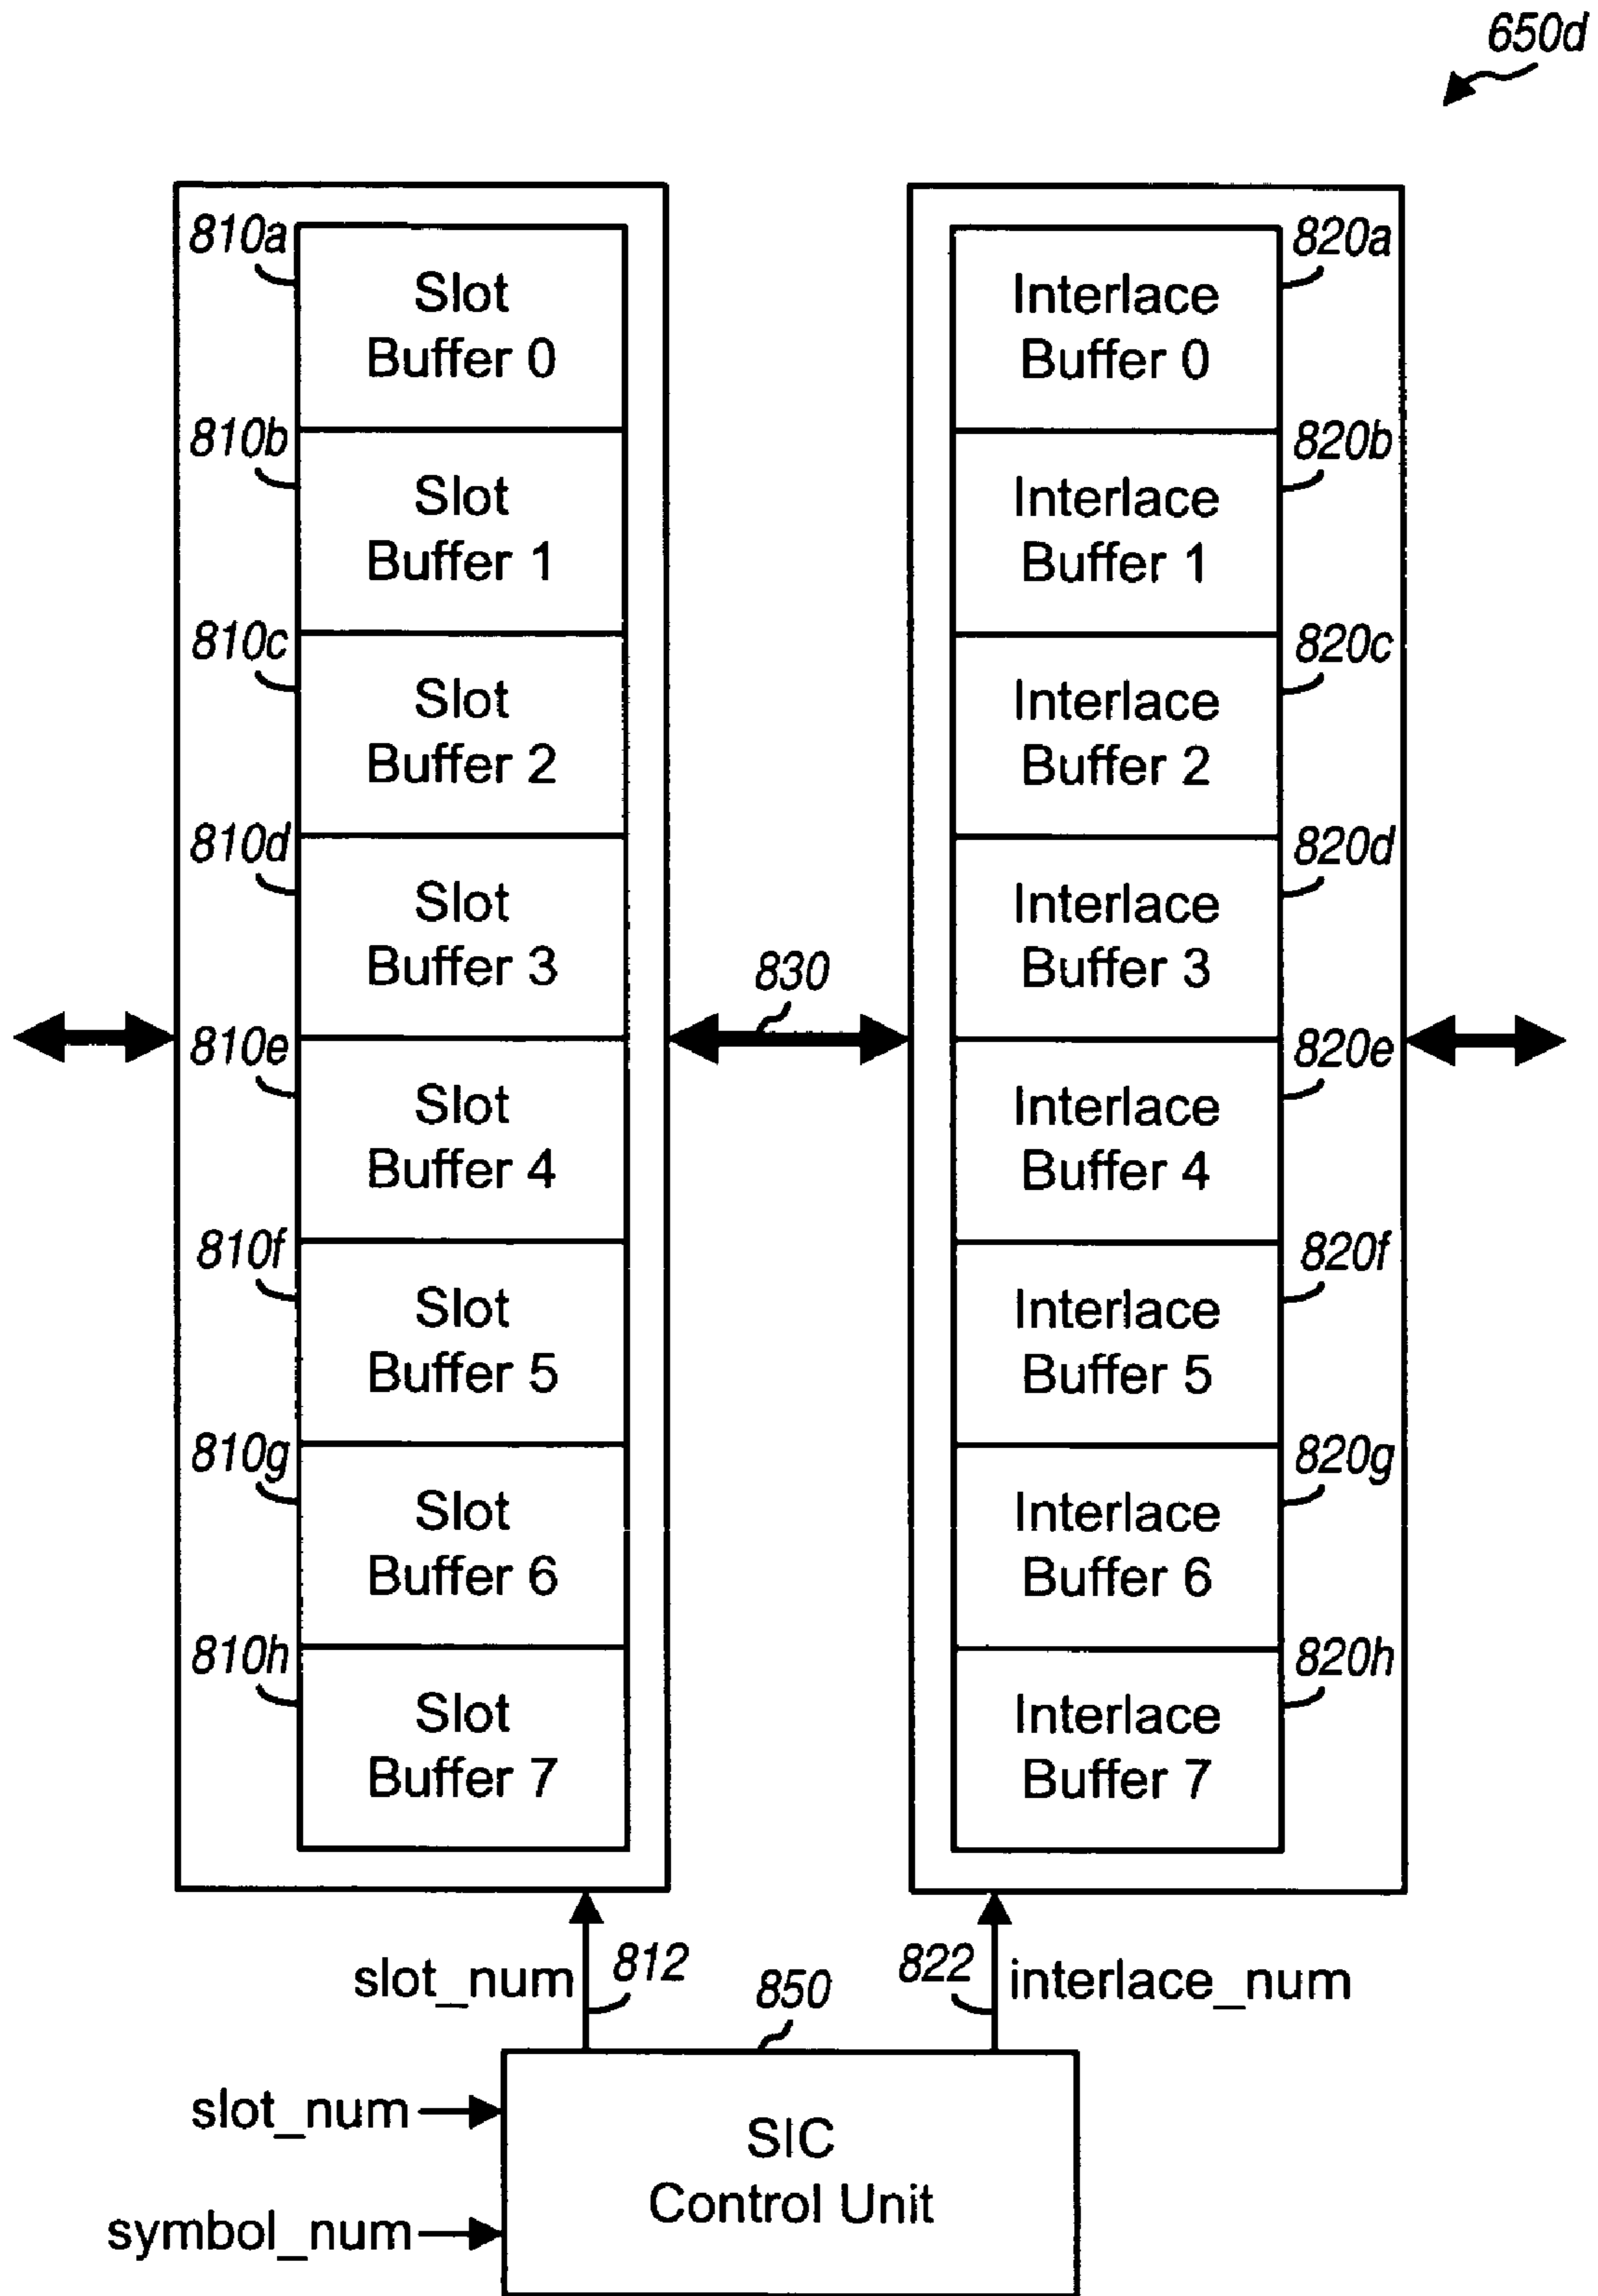 650d
810a
Slot
Buffer 0
810b
Slot
Buffer 1
810c
Slot
Buffer 2
810d
Slot
Buffer 3
810e
Slot
Buffer 4
810f
Slot
Buffer 5
810g
Slot
Buffer 6
810h
Slot
Buffer 7
830
820a
Interlace
Buffer 0
820b
Interlace
Buffer 1
820c
Interlace
Buffer 2
820d
Interlace
Buffer 3
820e
Interlace
Buffer 4
820f
Interlace
Buffer 5
820g
Interlace
Buffer 6
820h
Interlace
Buffer 7
slot_num
812
850
822
interlace_num
slot_num
symbol_num
SIC
Control Unit